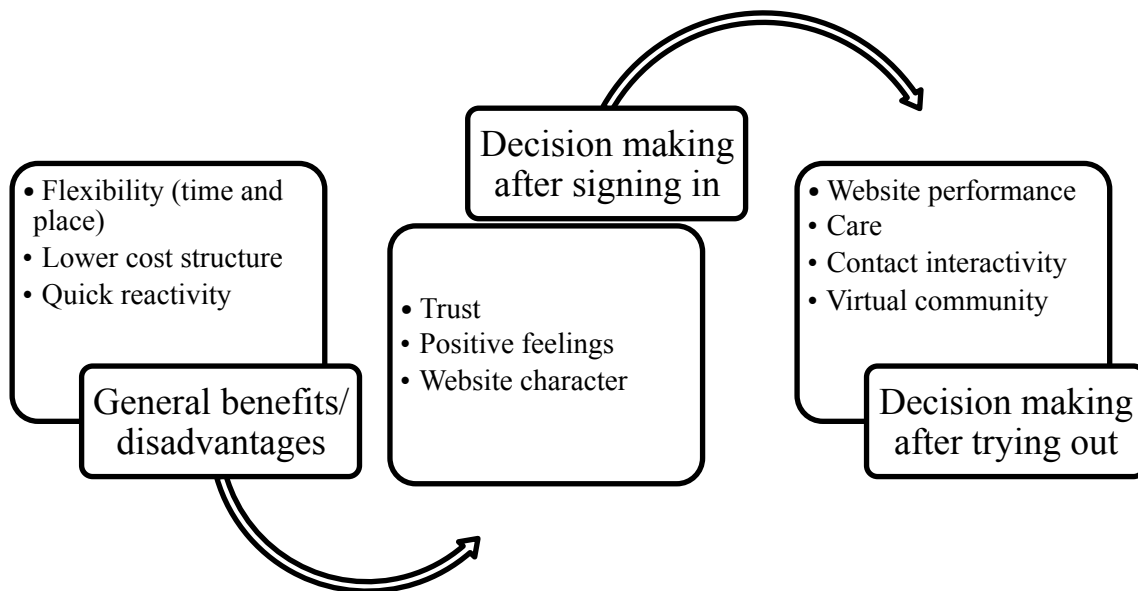 • Flexibility (time and
place)
• Lower cost structure
• Quick reactivity
General benefits/
disadvantages
Decision making
after signing in
• Trust
• Positive feelings
• Website character
• Website performance
• Care
• Contact interactivity
• Virtual community
Decision making
after trying out